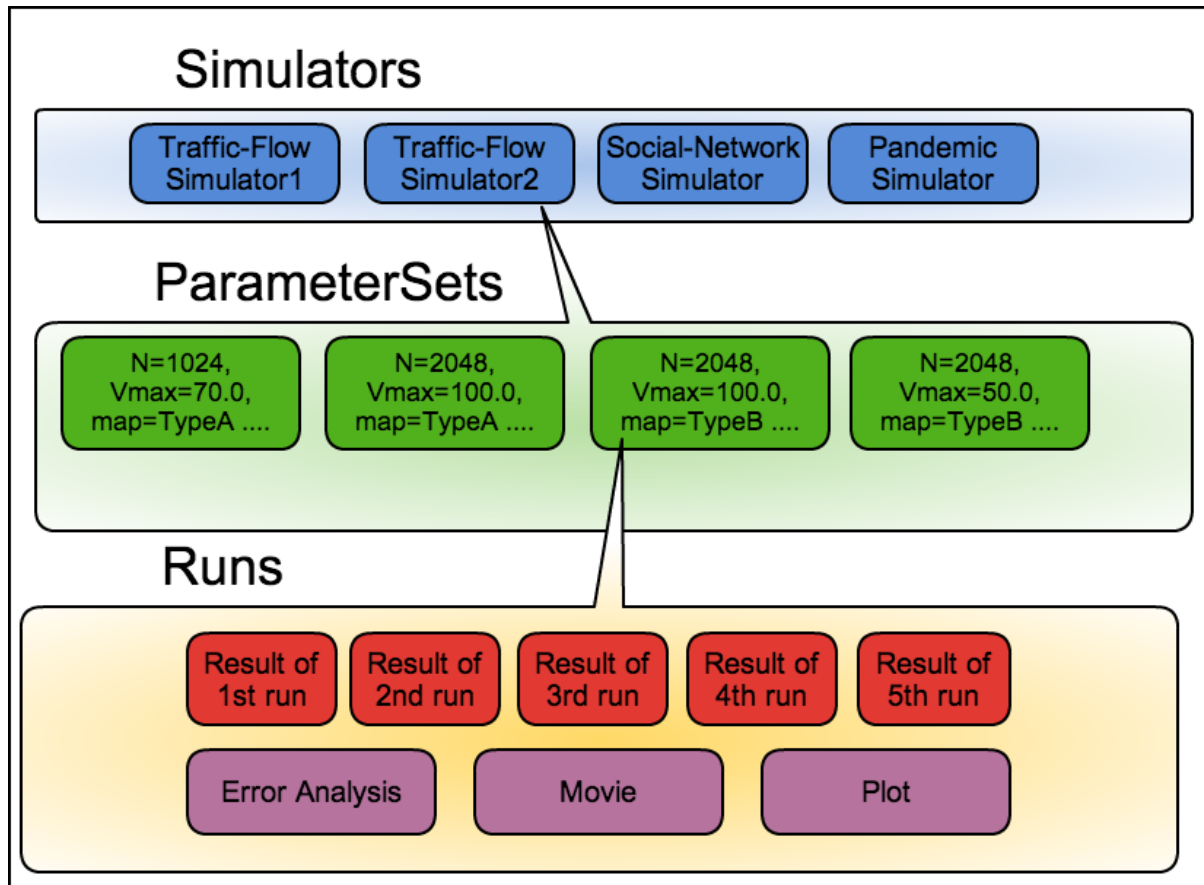 Simulators
Traffic-Flow
Simulator1
Traffic-Flow
Simulator2
Social-Network
Simulator
Pandemic
Simulator
ParameterSets
N=1024,
Vmax=70.0,
map=TypeA ....
N=2048,
Vmax=100.0,
map=TypeA ....
N=2048,
Vmax=100.0,
map=TypeB ....
N=2048,
Vmax=50.0,
map=TypeB ....
Runs
Result of
1st run
Result of
2nd run
Result of
3rd run
Result of
4th run
Result of
5th run
Error Analysis
Movie
Plot